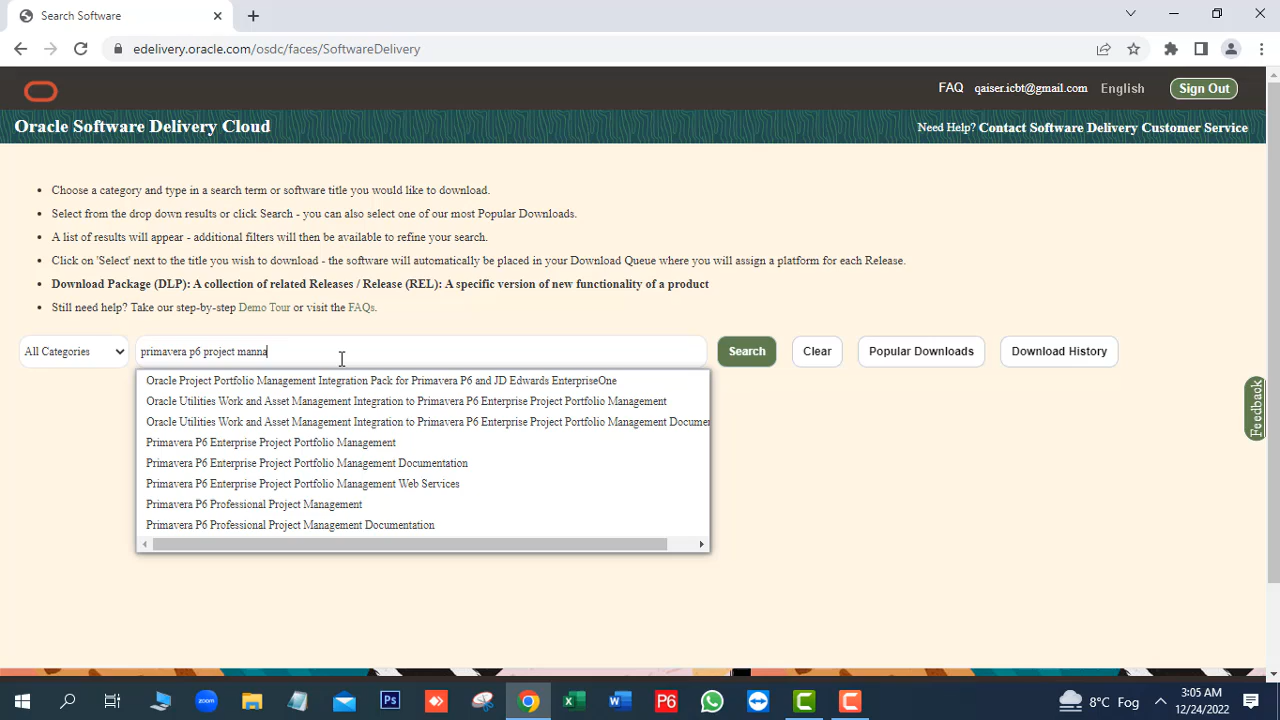 Search Software
edelivery.oracle.com/osdc/faces/SoftwareDelivery
FAQ qaiser.icbt@gmail.com English Sign Out
Oracle Software Delivery Cloud
Need Help? Contact Software Delivery Customer Service
Choose a category and type in a search term or software title you would like to download.
Select from the drop down results or click Search - you can also select one of our most Popular Downloads.
A list of results will appear - additional filters will then be available to refine your search.
Click on 'Select' next to the title you wish to download - the software will automatically be placed in your Download Queue where you will assign a platform for each Release.
Download Package (DLP): A collection of related Releases / Release (REL): A specific version of new functionality of a product
Still need help? Take our step-by-step Demo Tour or visit the FAQs.
All Categories primavera p6 project manna Search Clear Popular Downloads Download History
Oracle Project Portfolio Management Integration Pack for Primavera P6 and JD Edwards EnterpriseOne
Oracle Utilities Work and Asset Management Integration to Primavera P6 Enterprise Project Portfolio Management
Oracle Utilities Work and Asset Management Integration to Primavera P6 Enterprise Project Portfolio Management Documen
Primavera P6 Enterprise Project Portfolio Management
Primavera P6 Enterprise Project Portfolio Management Documentation
Primavera P6 Enterprise Project Portfolio Management Web Services
Primavera P6 Professional Project Management
Primavera P6 Professional Project Management Documentation
Feedback
zoom Ps X W P6 C C 8°C Fog
3:05 AM
12/24/2022